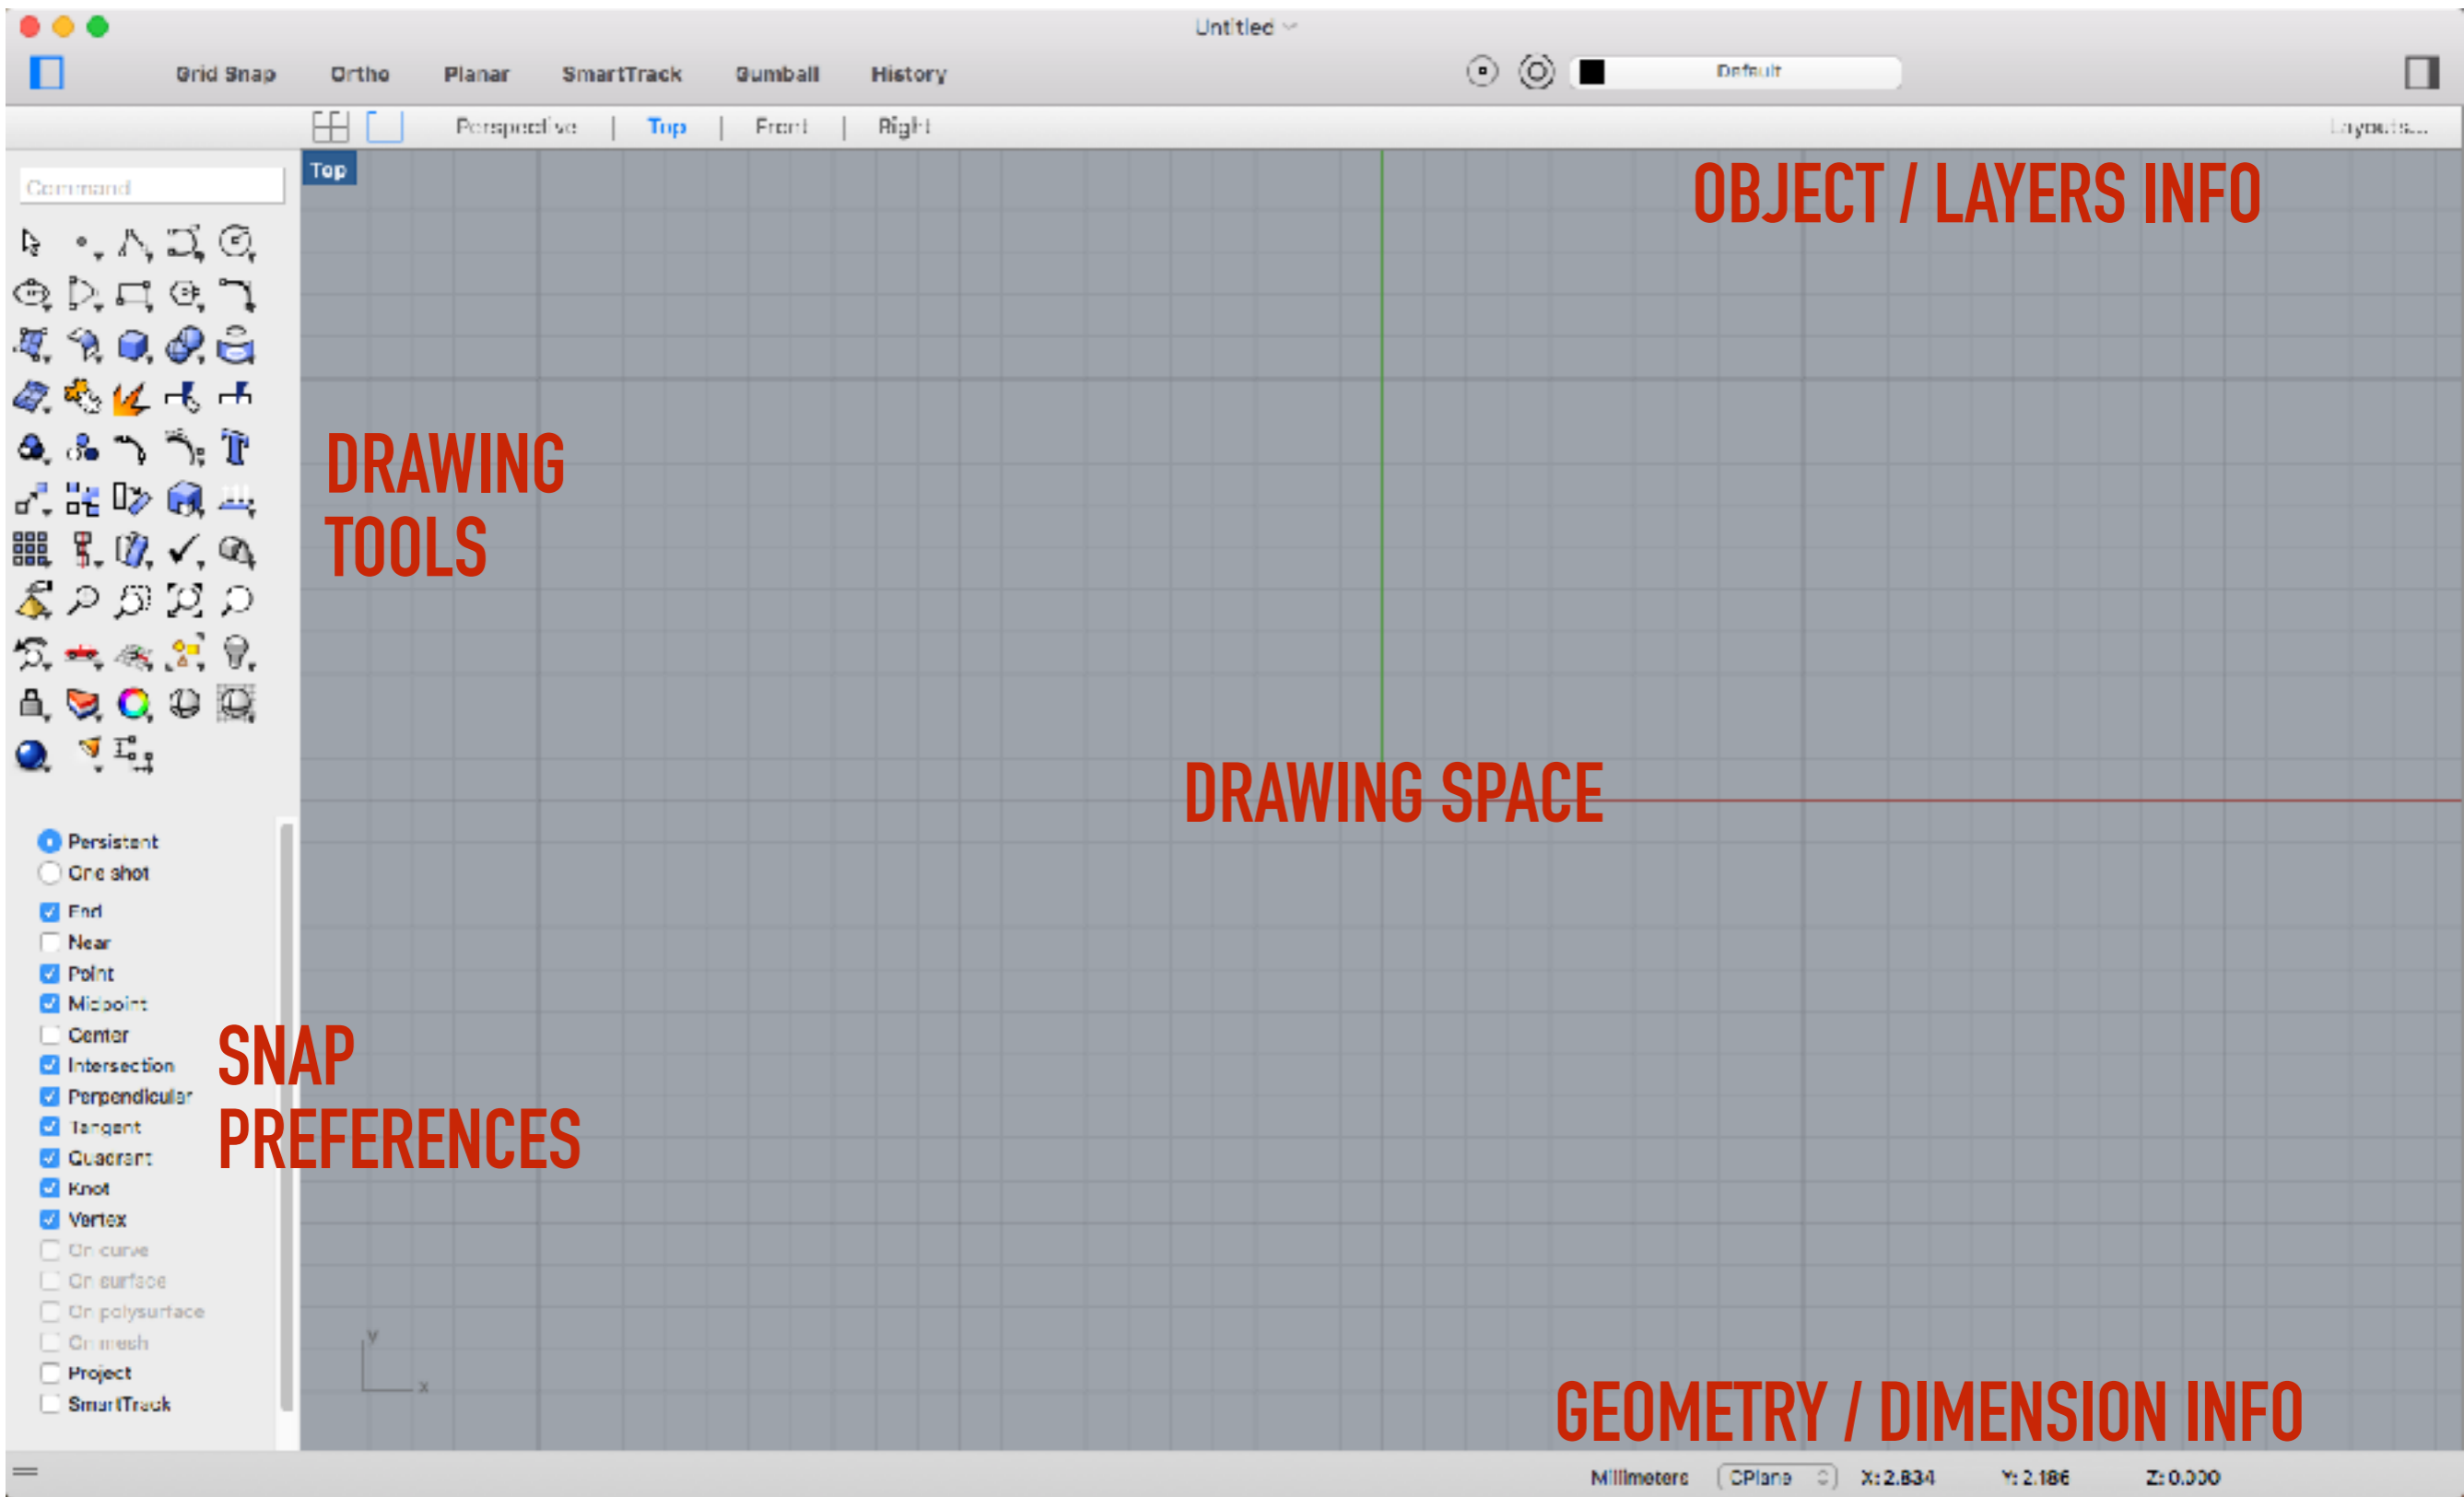 Untitled
Grid Snap Ortho Planar SmartTrack Gumball History Default
Perspective | Top | Front | Right Layouts...
Command
Top
OBJECT / LAYERS INFO
DRAWING
TOOLS
DRAWING SPACE
Persistent
One shot
End
Near
Point
Midpoint
Center
Intersection
Perpendicular
Tangent
Quadrant
Knot
Vertex
On curve
On surface
On polysurface
On mesh
Project
SmartTrack
SNAP
PREFERENCES
y
x
GEOMETRY / DIMENSION INFO
Millimeters CPlane X: 2.834 Y: 2.186 Z: 0.000